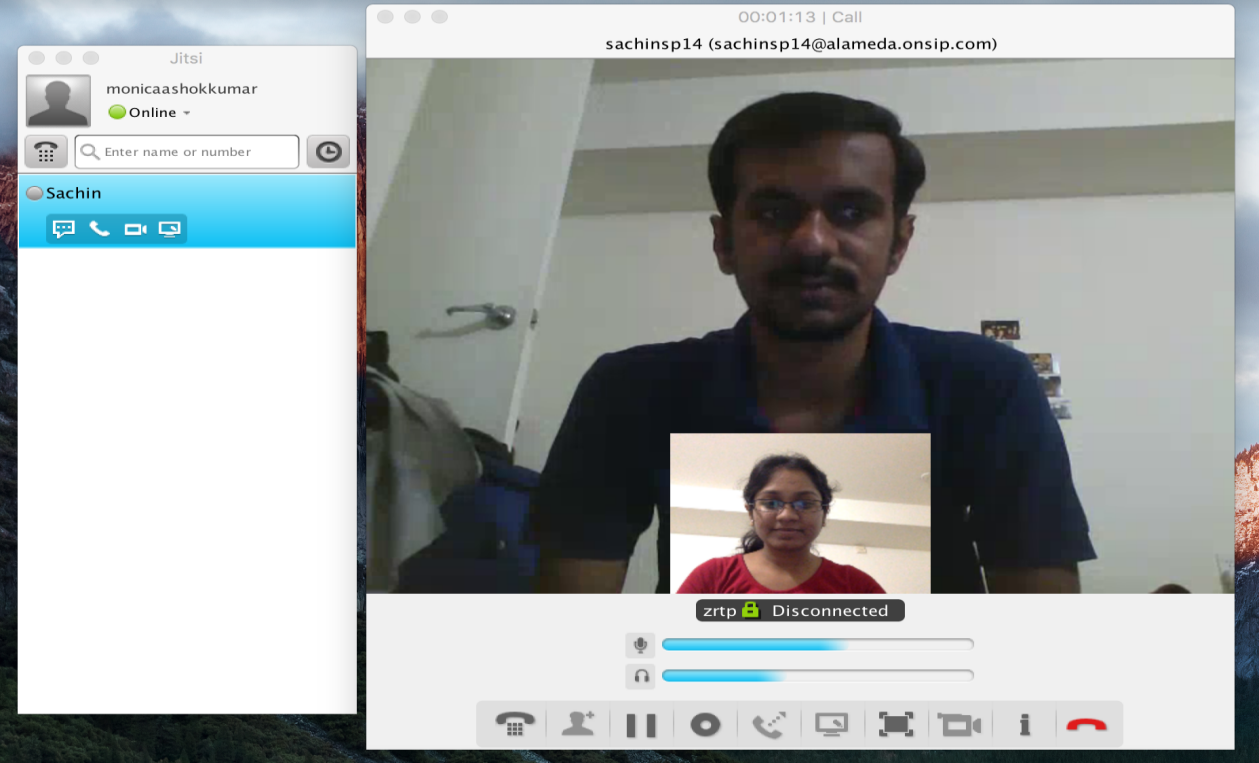 Jitsi
monicaashokkumar
Online
Enter name or number
Sachin
00:01:13 | Call
sachinsp14 (sachinsp14@alameda.onsip.com)
zrtp Disconnected